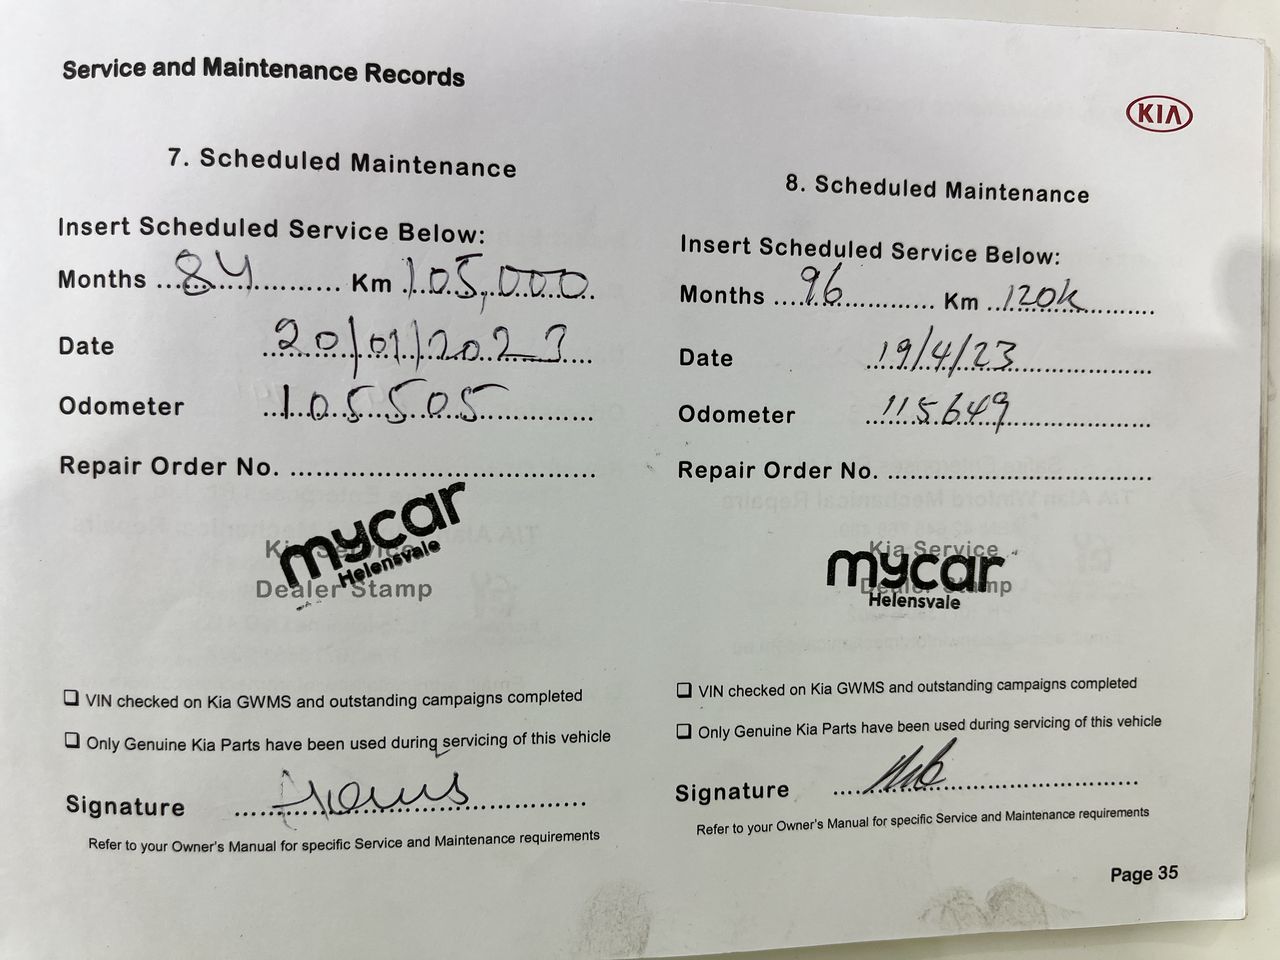 Service and Maintenance Records
KIA
7. Scheduled Maintenance
Insert Scheduled Service Below:
Months ...84............. Km .105,000.
Date 20/01/2023
Odometer 105505
Repair Order No. ........................................
mycar
Helensvale
Kia Service
Dealer Stamp
❑ VIN checked on Kia GWMS and outstanding campaigns completed
❑ Only Genuine Kia Parts have been used during servicing of this vehicle
Signature
Refer to your Owner's Manual for specific Service and Maintenance requirements
8. Scheduled Maintenance
Insert Scheduled Service Below:
Months ....96............... Km ..120k..........
Date 19/4/23
Odometer 115649
Repair Order No. ...................................
Kia Service
mycar
Dealer Stamp
Helensvale
❑ VIN checked on Kia GWMS and outstanding campaigns completed
❑ Only Genuine Kia Parts have been used during servicing of this vehicle
Signature
Refer to your Owner's Manual for specific Service and Maintenance requirements
Page 35